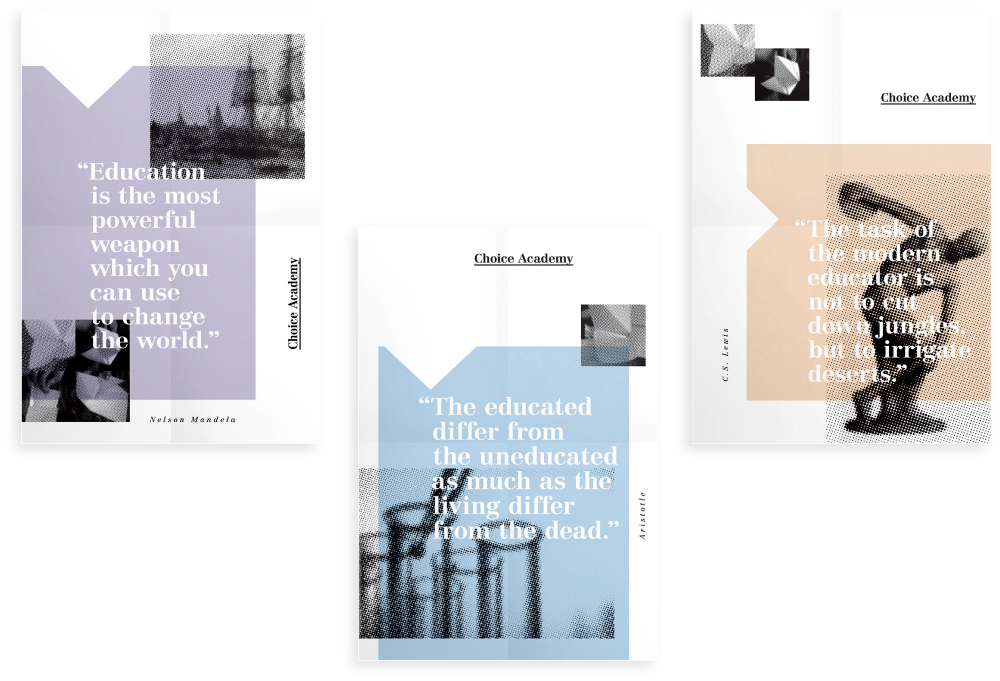 “Education
is the most
powerful
weapon
which you
can use
to change
the world.”
Choice Academy
Nelson Mandela
Choice Academy
“The educated
differ from
the uneducated
as much as the
living differ
from the dead.”
Aristotle
Choice Academy
“The task of
the modern
educator is
not to cut
down jungles,
but to irrigate
deserts.”
C.S. Lewis